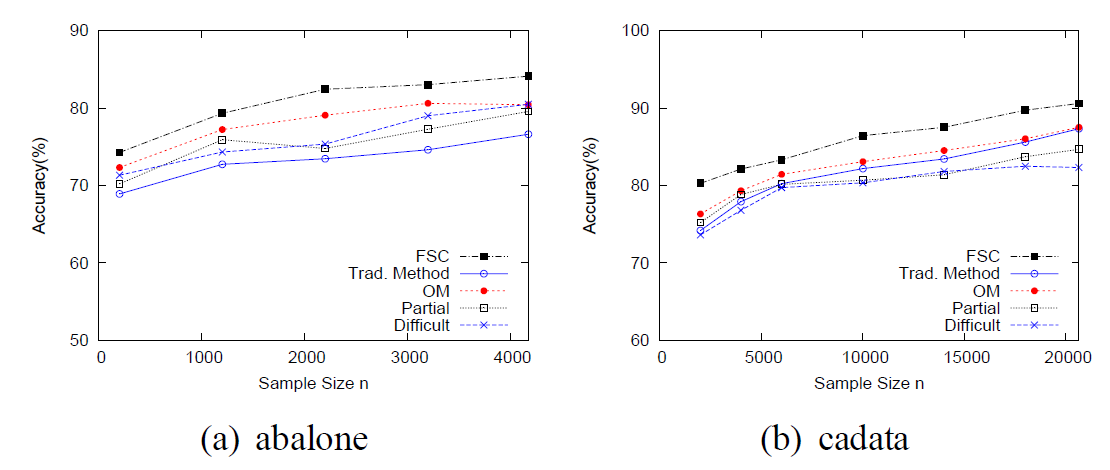 90
80
70
60
50
0 1000 2000 3000 4000
Accuracy(%)
Sample Size n
FSC
Trad. Method
OM
Partial
Difficult
(a) abalone
100
90
80
70
60
0 5000 10000 15000 20000
Accuracy(%)
Sample Size n
FSC
Trad. Method
OM
Partial
Difficult
(b) cadata